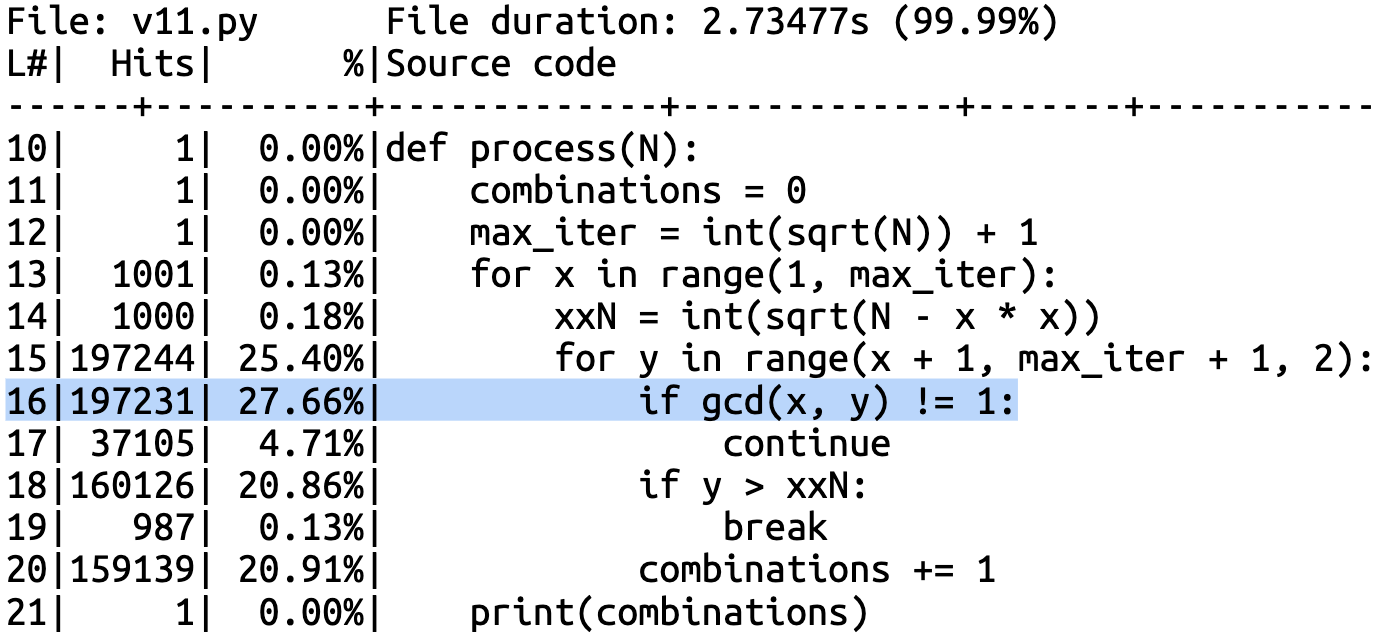 File: v11.py      File duration: 2.73477s (99.99%)
L#|  Hits|      %|Source code
------+----------+-------------+-------------+-------+-----------
10|     1|  0.00%|def process(N):
11|     1|  0.00%|    combinations = 0
12|     1|  0.00%|    max_iter = int(sqrt(N)) + 1
13|  1001|  0.13%|    for x in range(1, max_iter):
14|  1000|  0.18%|        xxN = int(sqrt(N - x * x))
15|197244| 25.40%|        for y in range(x + 1, max_iter + 1, 2):
16|197231| 27.66%|            if gcd(x, y) != 1:
17| 37105|  4.71%|                continue
18|160126| 20.86%|            if y > xxN:
19|   987|  0.13%|                break
20|159139| 20.91%|            combinations += 1
21|     1|  0.00%|    print(combinations)